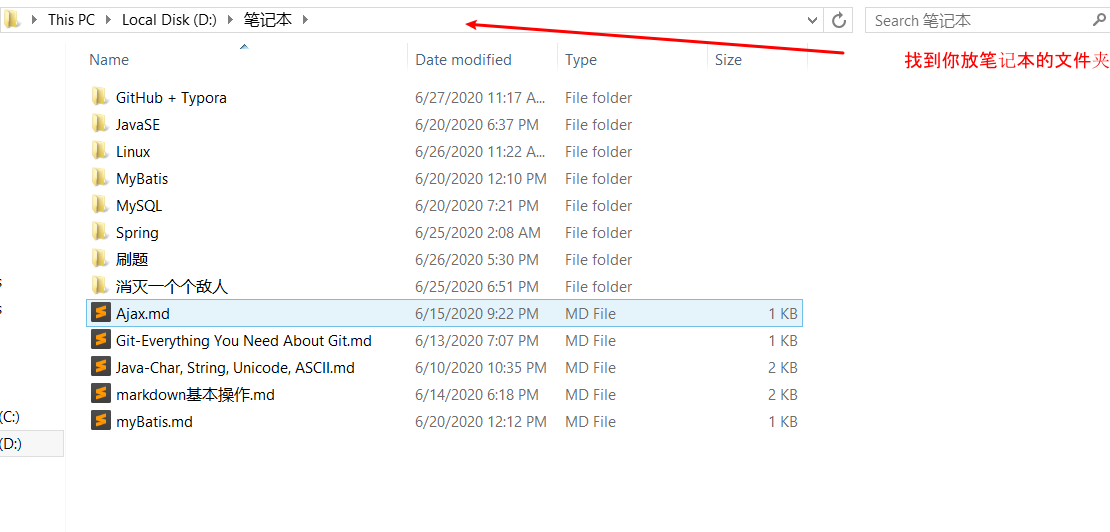 This PC Local Disk (D:) 笔记本 Search 笔记本
找到你放笔记本的文件夹
Name Date modified Type Size
GitHub + Typora 6/27/2020 11:17 A... File folder
JavaSE 6/20/2020 6:37 PM File folder
Linux 6/26/2020 11:22 A... File folder
MyBatis 6/20/2020 12:10 PM File folder
MySQL 6/20/2020 7:21 PM File folder
Spring 6/25/2020 2:08 AM File folder
刷题 6/26/2020 5:30 PM File folder
消灭一个个敌人 6/25/2020 6:51 PM File folder
s
Ajax.md 6/15/2020 9:22 PM MD File 1 KB
s
Git-Everything You Need About Git.md 6/13/2020 7:07 PM MD File 1 KB
Java-Char, String, Unicode, ASCII.md 6/10/2020 10:35 PM MD File 2 KB
markdown基本操作.md 6/14/2020 6:18 PM MD File 2 KB
myBatis.md 6/20/2020 12:12 PM MD File 1 KB
(C:)
(D:)